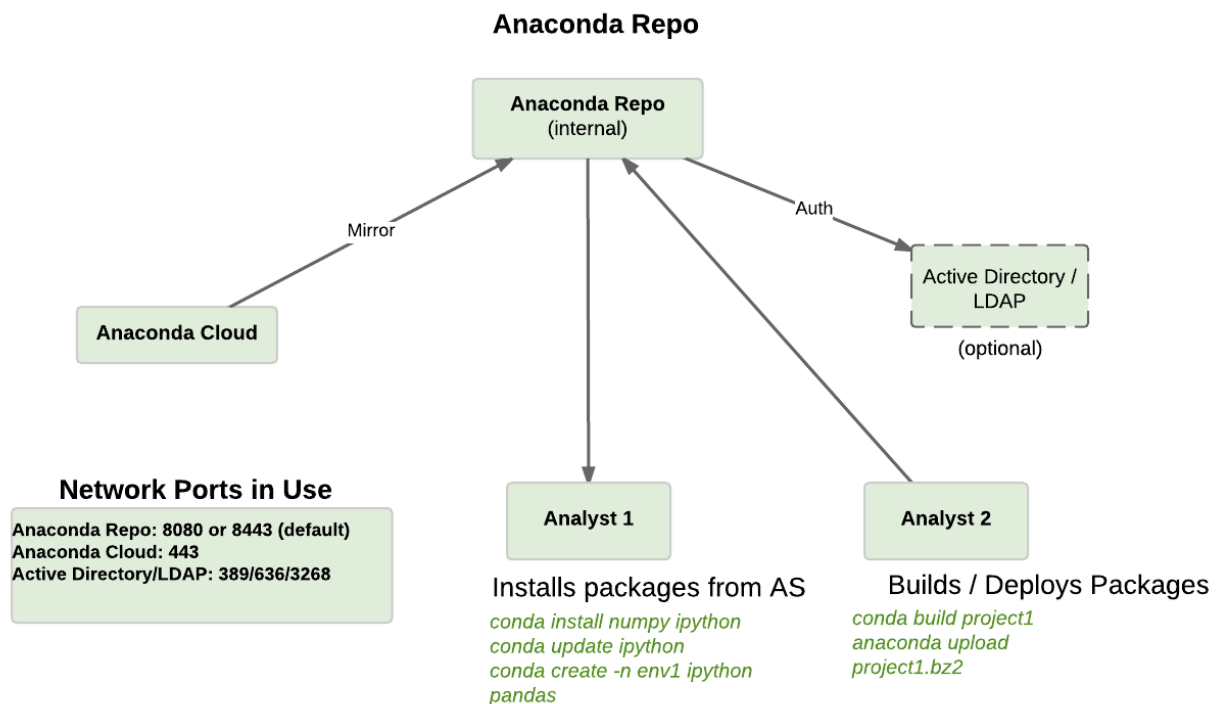 Anaconda Repo
Anaconda Repo
(internal)
Mirror
Auth
Active Directory /
LDAP
(optional)
Anaconda Cloud
Network Ports in Use
Anaconda Repo: 8080 or 8443 (default)
Anaconda Cloud: 443
Active Directory/LDAP: 389/636/3268
Analyst 1
Installs packages from AS
conda install numpy ipython
conda update ipython
conda create -n env1 ipython
pandas
Analyst 2
Builds / Deploys Packages
conda build project1
anaconda upload
project1.bz2